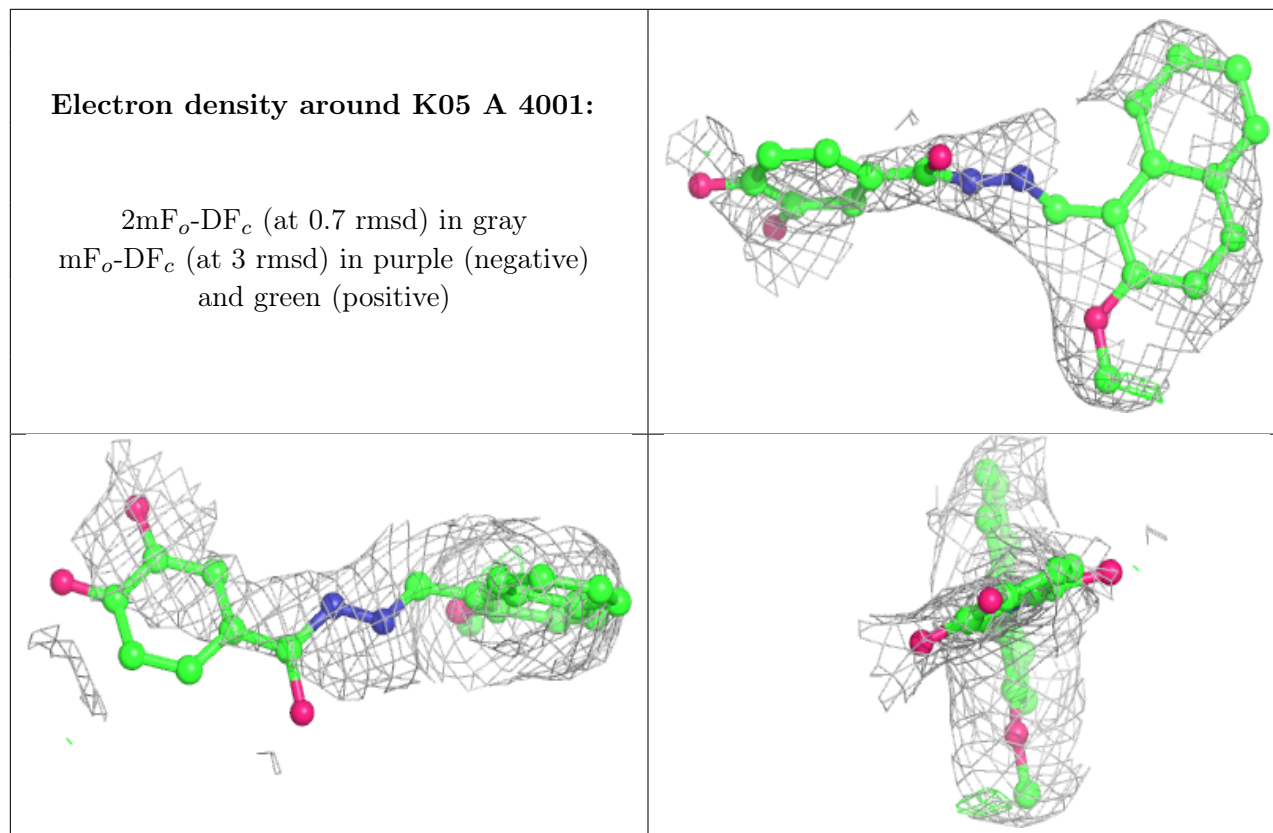 Electron density around K05 A 4001:
2mFo-DFc (at 0.7 rmsd) in gray
mFo-DFc (at 3 rmsd) in purple (negative)
and green (positive)